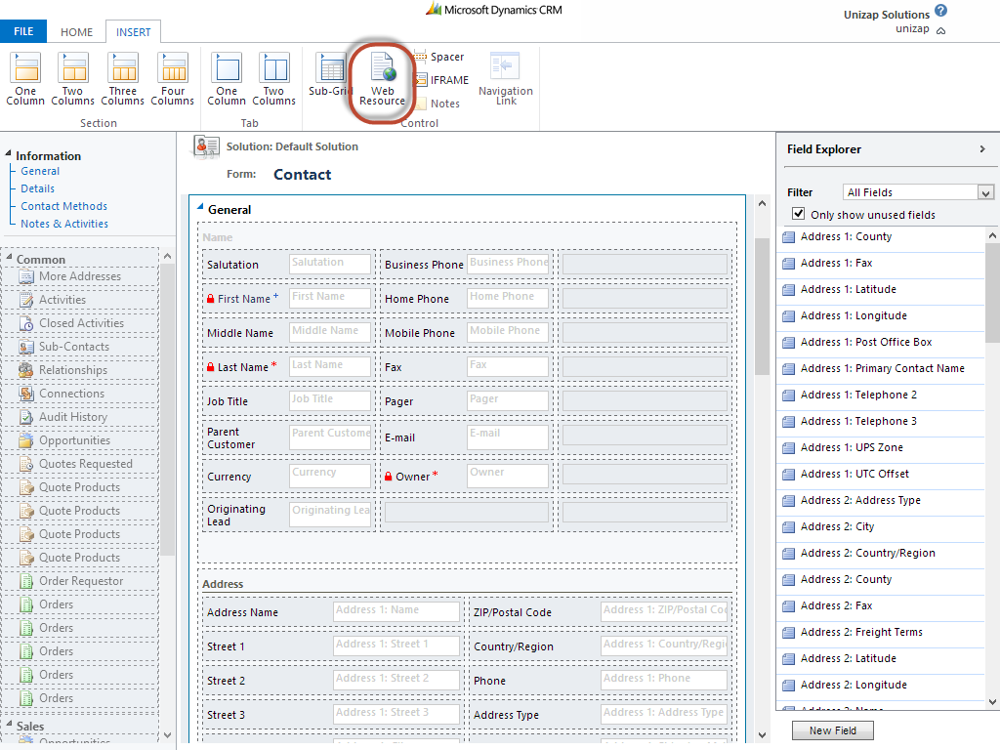 Microsoft Dynamics CRM
Unizap Solutions
unizap
FILE
HOME
INSERT
One Column
Two Columns
Three Columns
Four Columns
Section
One Column
Two Columns
Tab
Sub-Grid
Web Resource
Spacer
IFRAME
Notes
Navigation Link
Control
Information
General
Details
Contact Methods
Notes & Activities
Common
More Addresses
Activities
Closed Activities
Sub-Contacts
Relationships
Connections
Audit History
Opportunities
Quotes Requested
Quote Products
Quote Products
Quote Products
Quote Products
Order Requestor
Orders
Orders
Orders
Orders
Orders
Sales
Opportunities
Solution: Default Solution
Form: Contact
General
Name
Salutation Salutation Business Phone Business Phone
First Name + First Name Home Phone Home Phone
Middle Name Middle Name Mobile Phone Mobile Phone
Last Name * Last Name Fax Fax
Job Title Job Title Pager Pager
Parent Customer Parent Custome E-mail E-mail
Currency Currency Owner * Owner
Originating Lead Originating Lea
Address
Address Name Address 1: Name ZIP/Postal Code Address 1: ZIP/Postal Co
Street 1 Address 1: Street 1 Country/Region Address 1: Country/Regi
Street 2 Address 1: Street 2 Phone Address 1: Phone
Street 3 Address 1: Street 3 Address Type Address 1: Address Type
Field Explorer
Filter All Fields
Only show unused fields
Address 1: County
Address 1: Fax
Address 1: Latitude
Address 1: Longitude
Address 1: Post Office Box
Address 1: Primary Contact Name
Address 1: Telephone 2
Address 1: Telephone 3
Address 1: UPS Zone
Address 1: UTC Offset
Address 2: Address Type
Address 2: City
Address 2: Country/Region
Address 2: County
Address 2: Fax
Address 2: Freight Terms
Address 2: Latitude
Address 2: Longitude
Address 2: Name
New Field